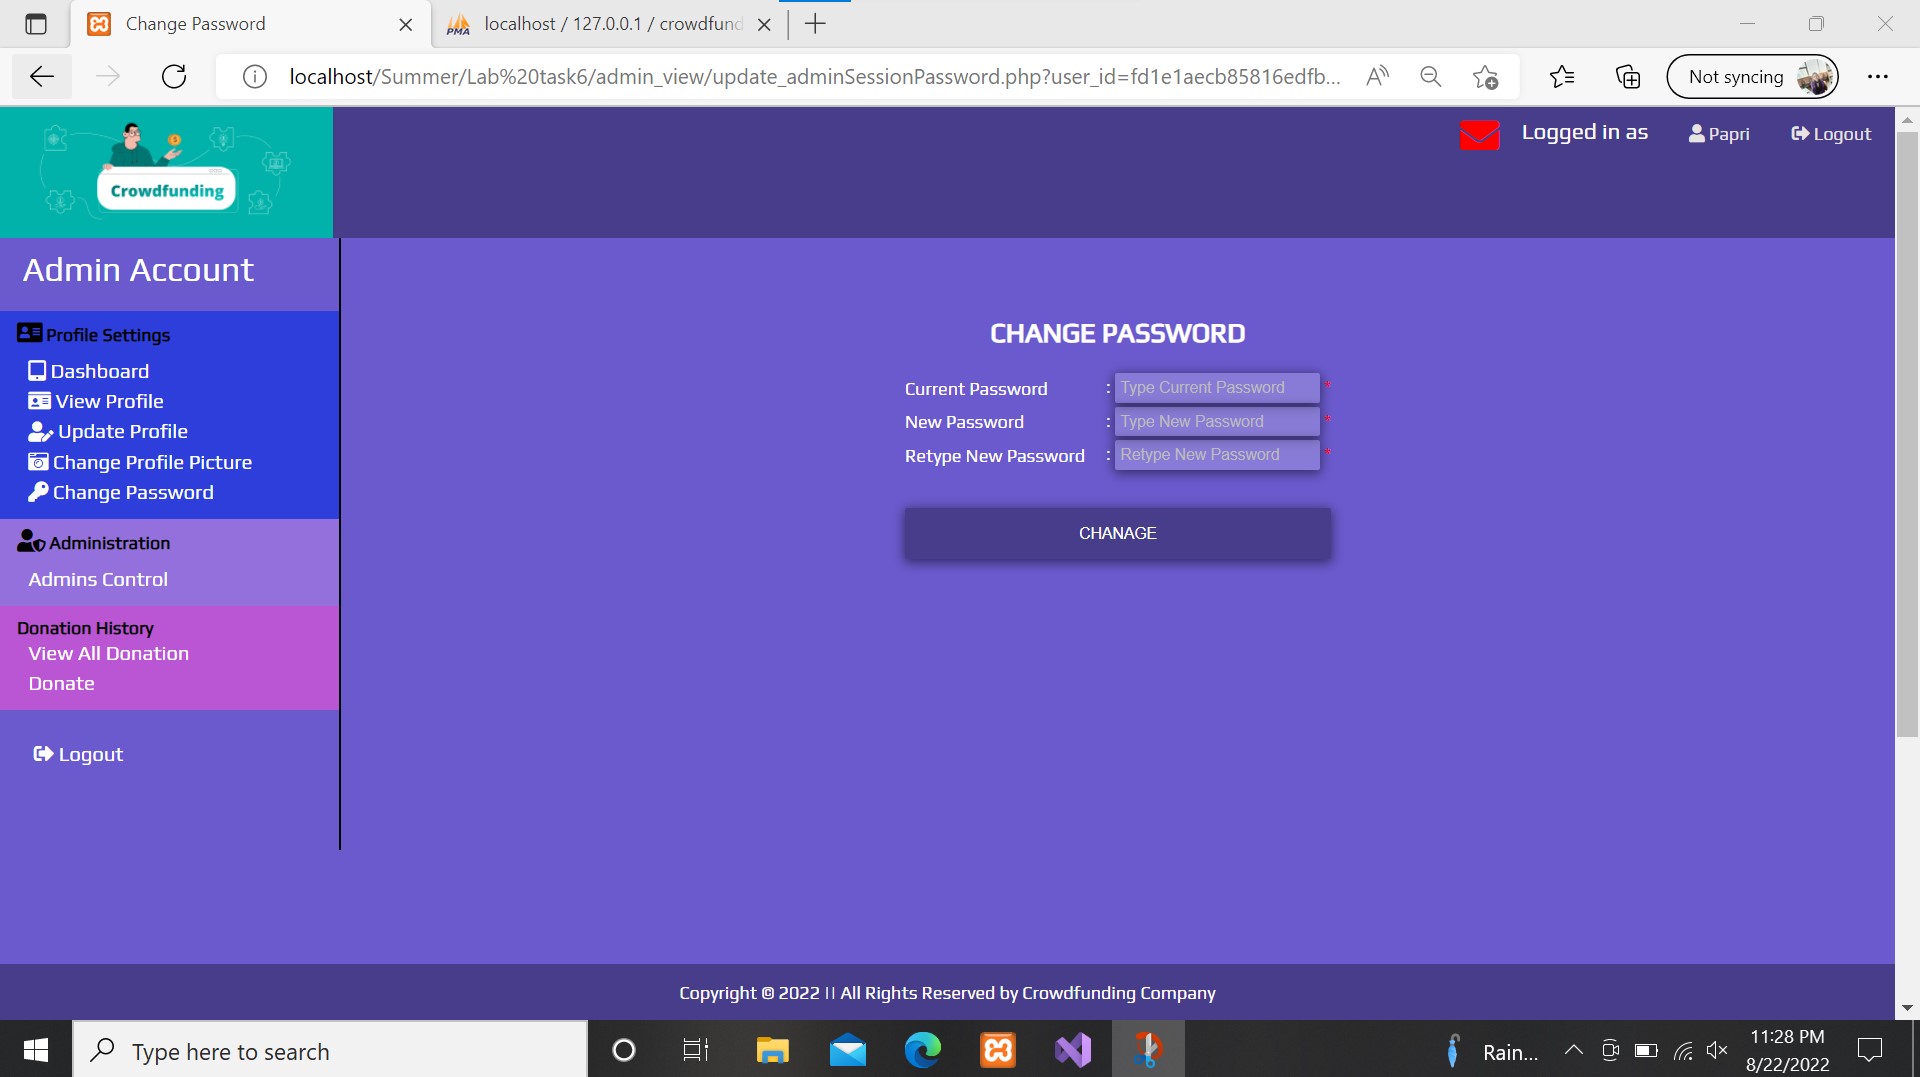 Change Password
localhost / 127.0.0.1 / crowdfund
localhost/Summer/Lab%20task6/admin_view/update_adminSessionPassword.php?user_id=fd1e1aecb85816edfb...
Not syncing
Crowdfunding
Logged in as
Papri
Logout
Admin Account
Profile Settings
Dashboard
View Profile
Update Profile
Change Profile Picture
Change Password
Administration
Admins Control
Donation History
View All Donation
Donate
Logout
CHANGE PASSWORD
Current Password : Type Current Password *
New Password : Type New Password *
Retype New Password : Retype New Password *
CHANAGE
Copyright © 2022 || All Rights Reserved by Crowdfunding Company
Type here to search
Rain...
11:28 PM
8/22/2022
PMA